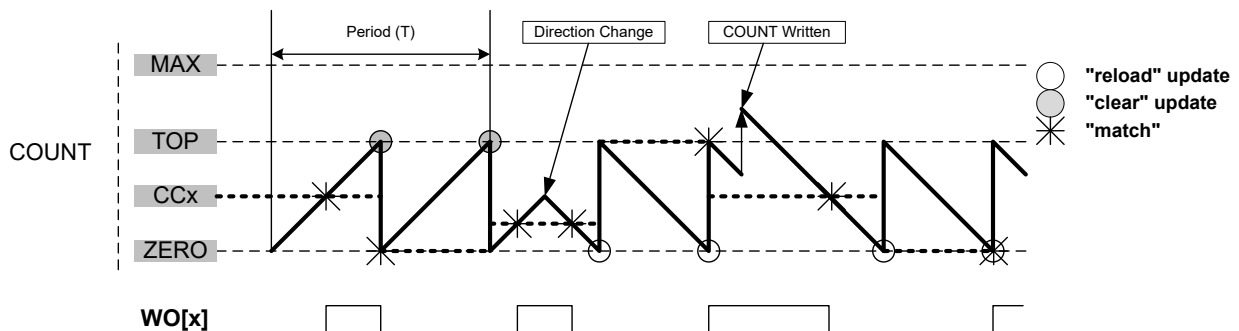 Period (T)
Direction Change
COUNT Written
MAX
"reload" update
"clear" update
TOP
"match"
COUNT
CCx
ZERO
WO[x]